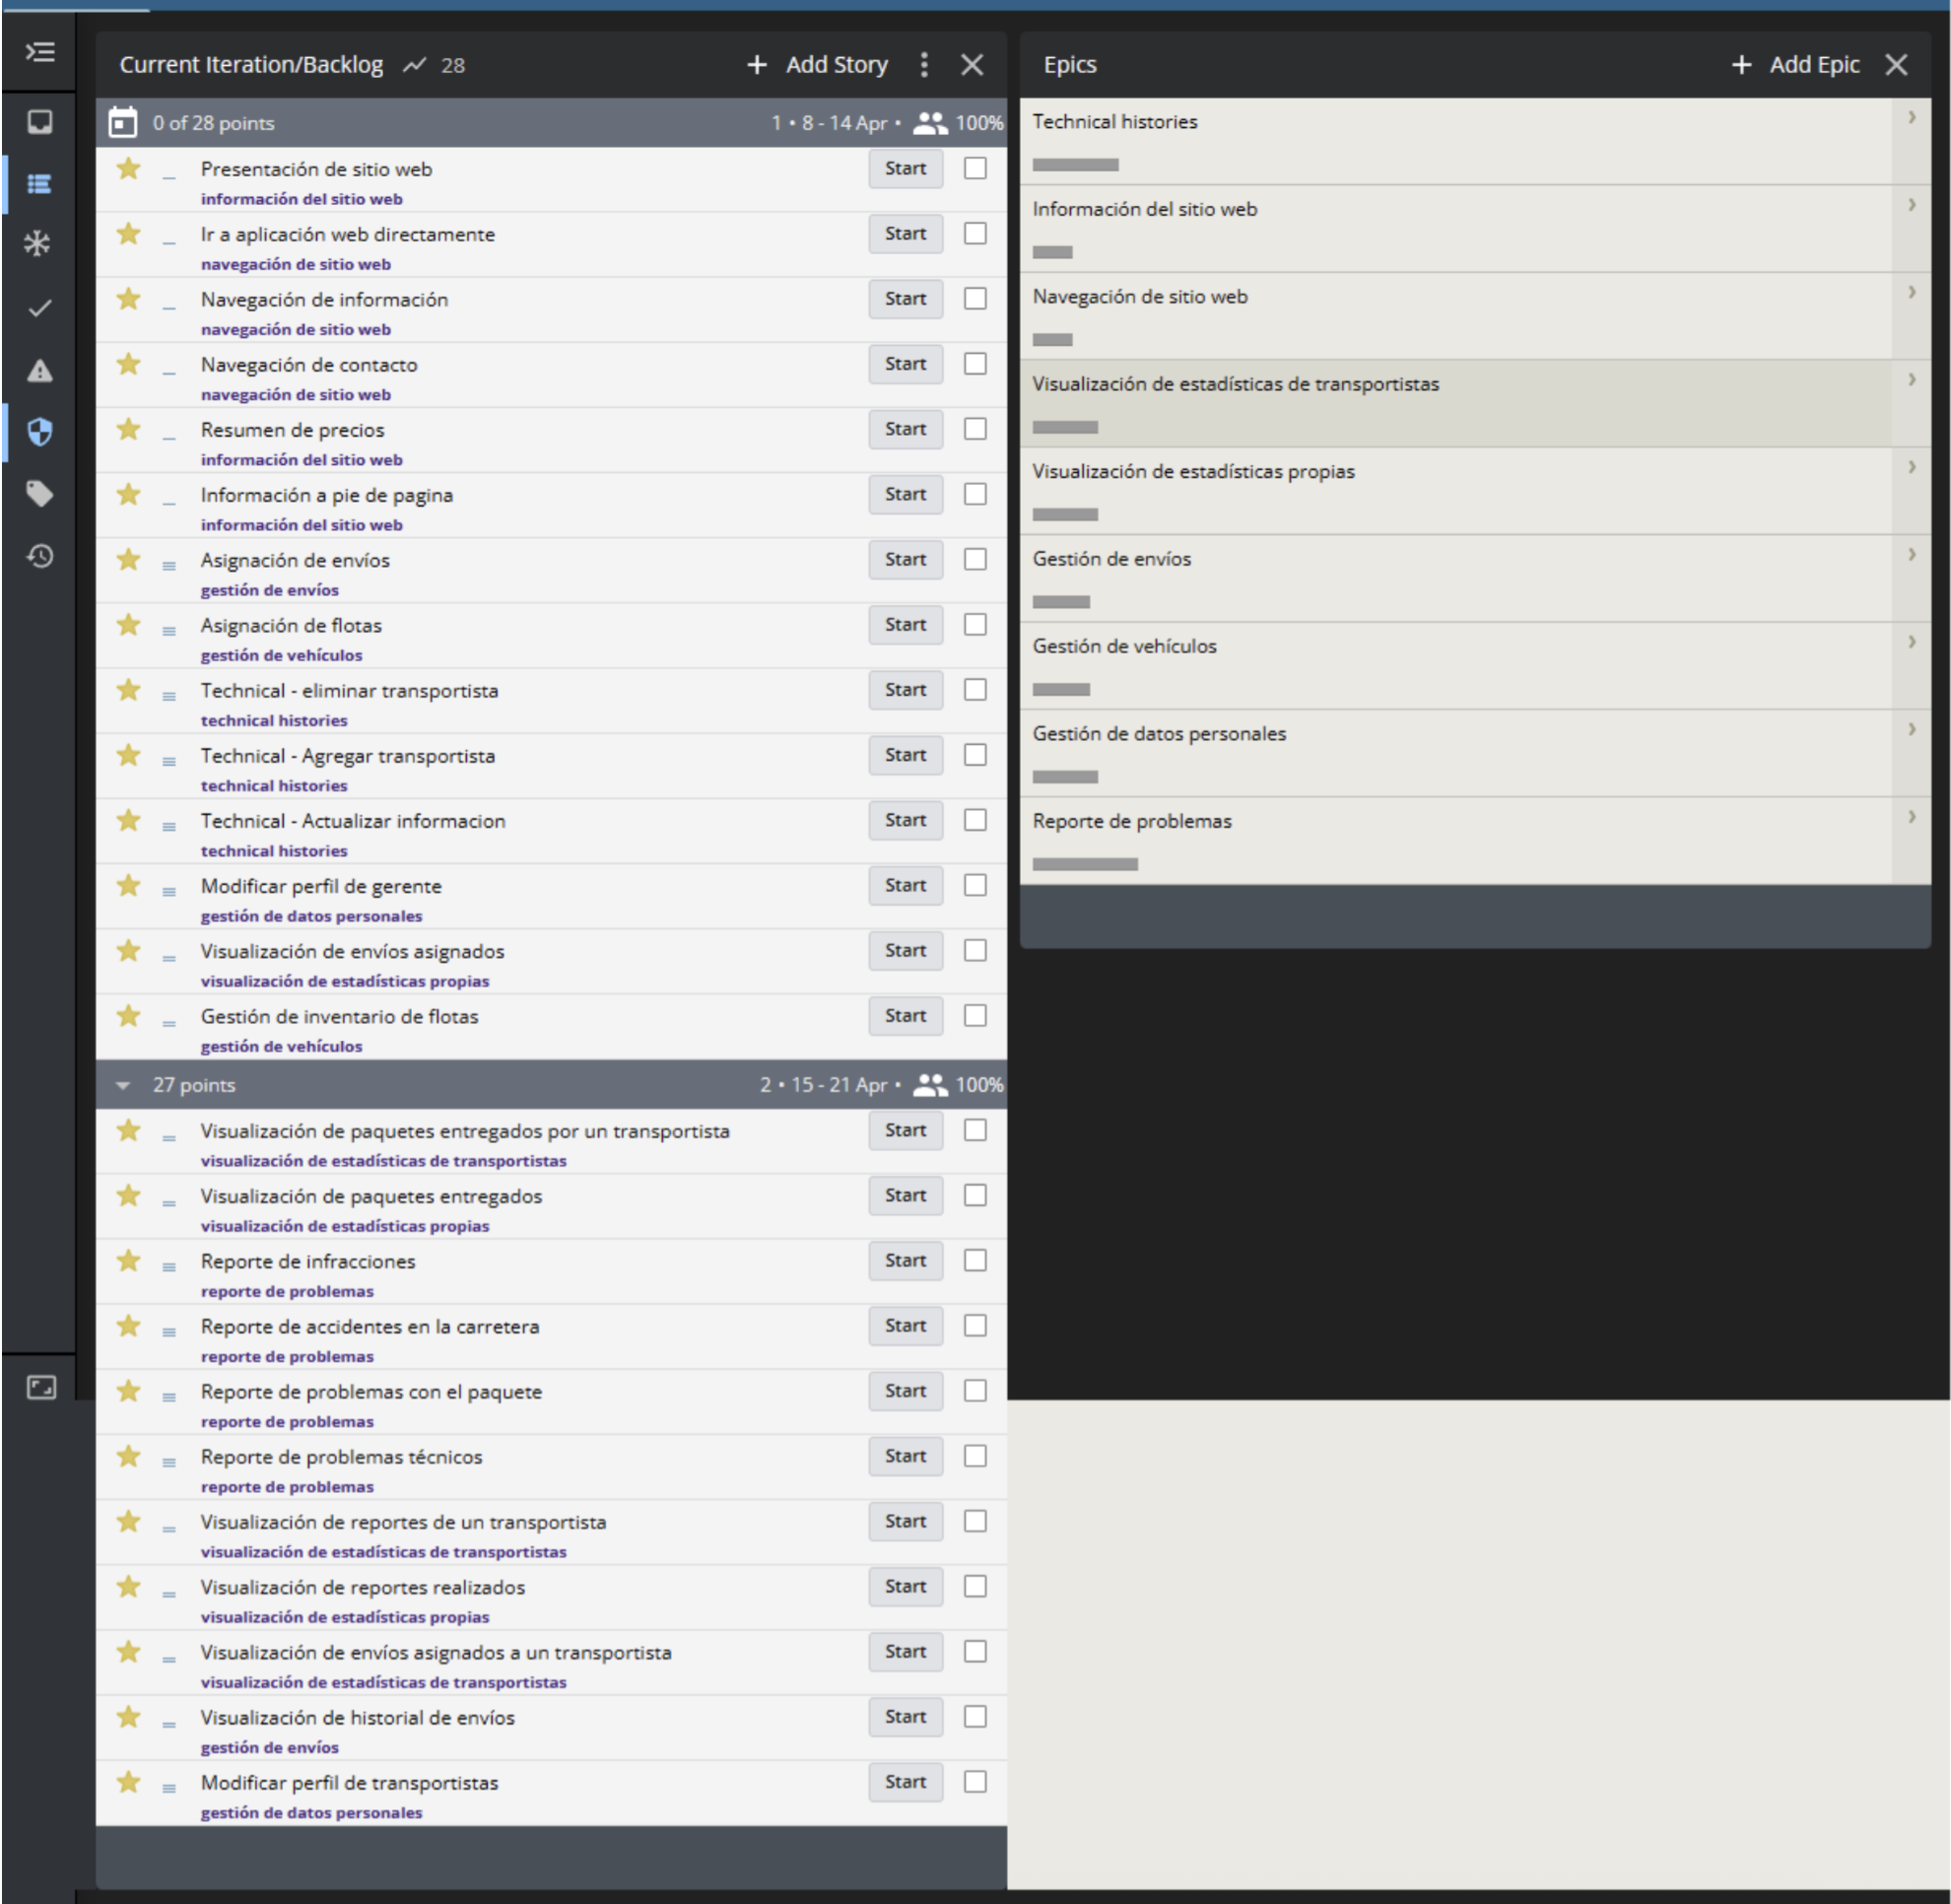 Current Iteration/Backlog 28 + Add Story
0 of 28 points 1 • 8 - 14 Apr • 100%
Presentación de sitio web Start
información del sitio web
Ir a aplicación web directamente Start
navegación de sitio web
Navegación de información Start
navegación de sitio web
Navegación de contacto Start
navegación de sitio web
Resumen de precios Start
información del sitio web
Información a pie de pagina Start
información del sitio web
Asignación de envíos Start
gestión de envíos
Asignación de flotas Start
gestión de vehículos
Technical - eliminar transportista Start
technical histories
Technical - Agregar transportista Start
technical histories
Technical - Actualizar informacion Start
technical histories
Modificar perfil de gerente Start
gestión de datos personales
Visualización de envíos asignados Start
visualización de estadísticas propias
Gestión de inventario de flotas Start
gestión de vehículos
27 points 2 • 15 - 21 Apr • 100%
Visualización de paquetes entregados por un transportista Start
visualización de estadísticas de transportistas
Visualización de paquetes entregados Start
visualización de estadísticas propias
Reporte de infracciones Start
reporte de problemas
Reporte de accidentes en la carretera Start
reporte de problemas
Reporte de problemas con el paquete Start
reporte de problemas
Reporte de problemas técnicos Start
reporte de problemas
Visualización de reportes de un transportista Start
visualización de estadísticas de transportistas
Visualización de reportes realizados Start
visualización de estadísticas propias
Visualización de envíos asignados a un transportista Start
visualización de estadísticas de transportistas
Visualización de historial de envíos Start
gestión de envíos
Modificar perfil de transportistas Start
gestión de datos personales
Epics + Add Epic
Technical histories
Información del sitio web
Navegación de sitio web
Visualización de estadísticas de transportistas
Visualización de estadísticas propias
Gestión de envíos
Gestión de vehículos
Gestión de datos personales
Reporte de problemas